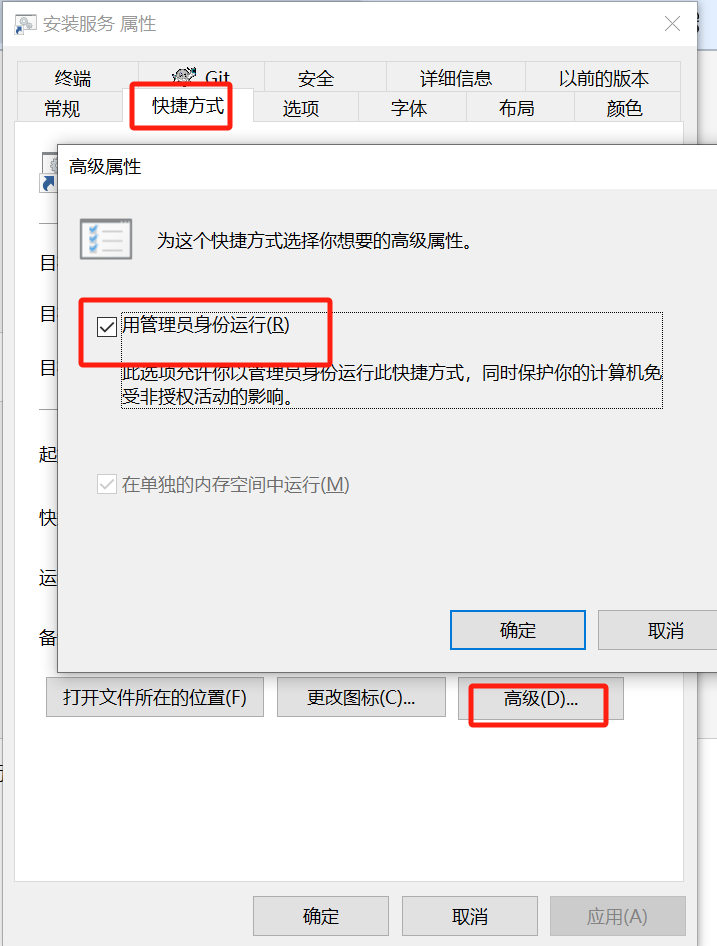 安装服务 属性
终端
Git
安全
详细信息
以前的版本
常规
快捷方式
选项
字体
布局
颜色
高级属性
为这个快捷方式选择你想要的高级属性。
目
用管理员身份运行(R)
目
目
此选项允许你以管理员身份运行此快捷方式，同时保护你的计算机免
受非授权活动的影响。
起
在单独的内存空间中运行(M)
快
运
备
确定
取消
打开文件所在的位置(F)
更改图标(C)...
高级(D)...
确定
取消
应用(A)